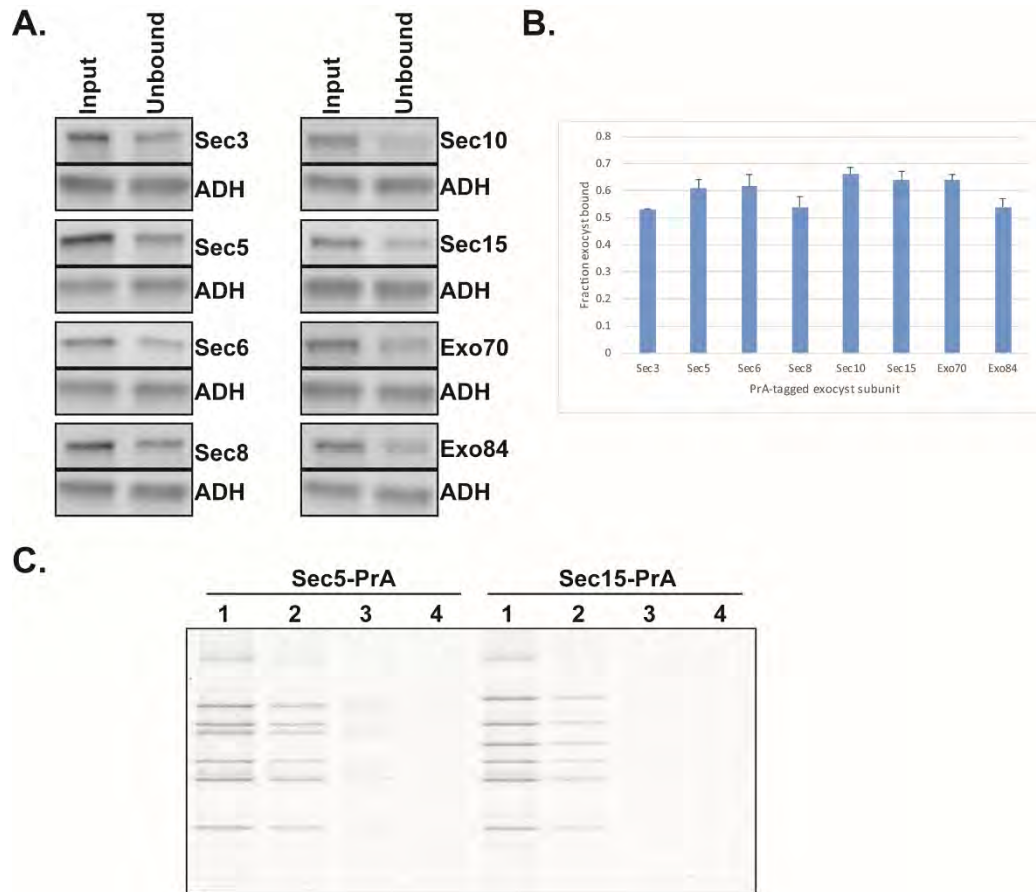 A.
Input
Unbound
Sec3
ADH
Sec5
ADH
Sec6
ADH
Sec8
ADH
Input
Unbound
Sec10
ADH
Sec15
ADH
Exo70
ADH
Exo84
ADH
B.
Fraction exocyst bound
0.8
0.7
0.6
0.5
0.4
0.3
0.2
0.1
0
Sec3 Sec5 Sec6 Sec8 Sec10 Sec15 Exo70 Exo84
PrA-tagged exocyst subunit
C.
Sec5-PrA Sec15-PrA
1 2 3 4 1 2 3 4